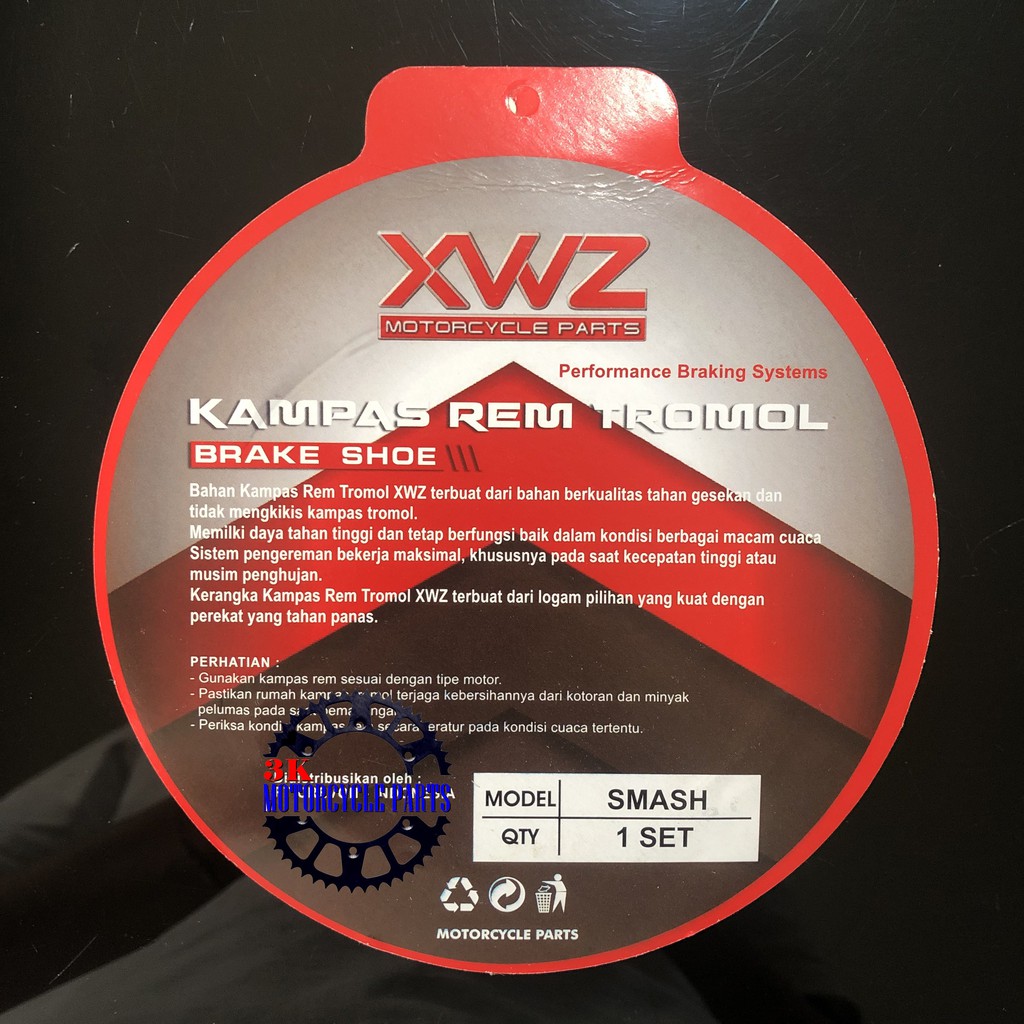 XWZ
MOTORCYCLE PARTS
Performance Braking Systems
KAMPAS REM TROMOL
BRAKE SHOE
Bahan Kampas Rem Tromol XWZ terbuat dari bahan berkualitas tahan gesekan dan
tidak mengkikis kampas tromol.
Memilki daya tahan tinggi dan tetap berfungsi baik dalam kondisi berbagai macam cuaca
Sistem pengereman bekerja maksimal, khususnya pada saat kecepatan tinggi atau
musim penghujan.
Kerangka Kampas Rem Tromol XWZ terbuat dari logam pilihan yang kuat dengan
perekat yang tahan panas.
PERHATIAN :
- Gunakan kampas rem sesuai dengan tipe motor.
- Pastikan rumah terjaga kebersihannya dari kotoran dan minyak
pelumas pada
- Periksa pada kondisi cuaca tertentu.
oleh :
3K
MOTORCYCLE PARTS
MODEL SMASH
QTY 1 SET
MOTORCYCLE PARTS